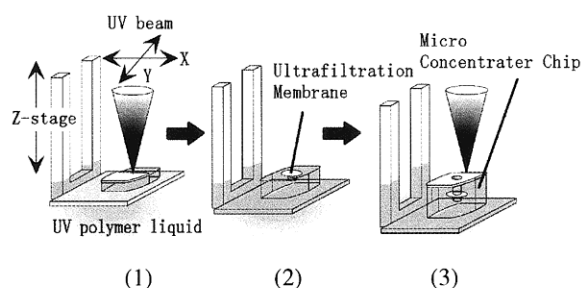 UV beam
X
Y
Z-stage
UV polymer liquid
Ultrafiltration
Membrane
Micro
Concentrater Chip
(1)
(2)
(3)